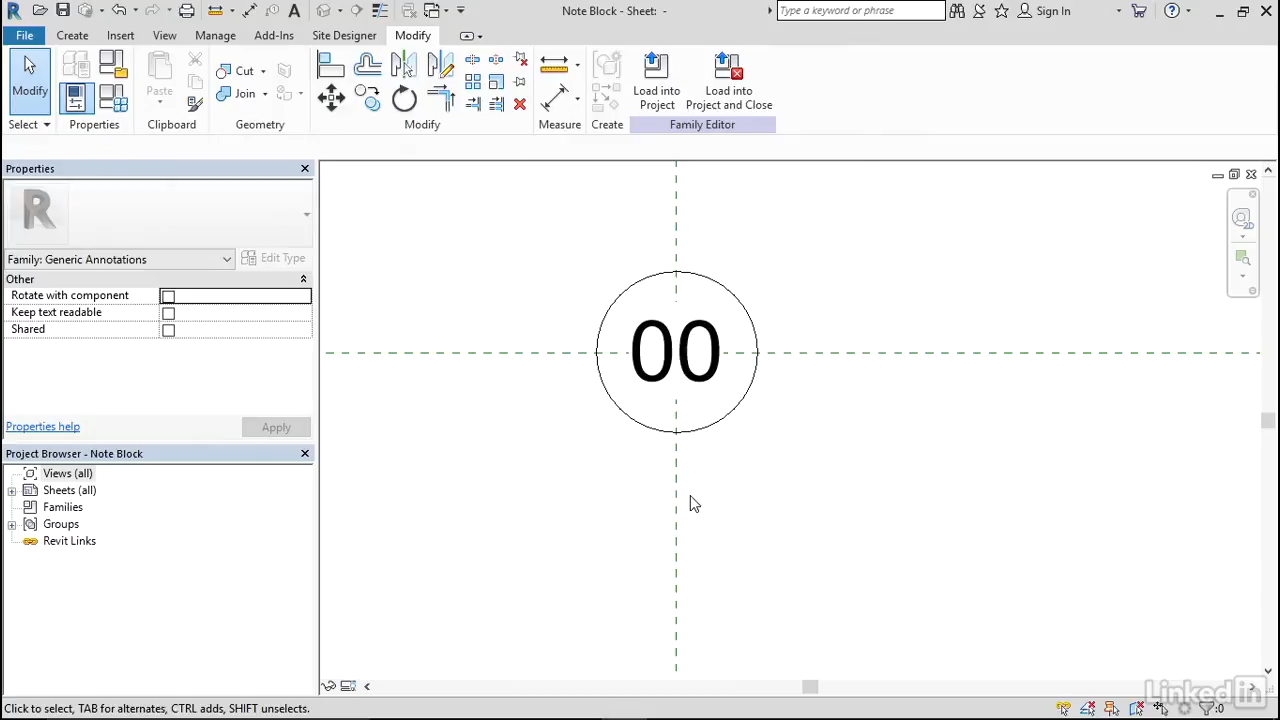 Note Block - Sheet: -
Type a keyword or phrase
Sign In
File
Create
Insert
View
Manage
Add-Ins
Site Designer
Modify
Modify
Paste
Cut
Join
Load into
Project
Load into
Project and Close
Select
Properties
Clipboard
Geometry
Modify
Measure
Create
Family Editor
Properties
R
Family: Generic Annotations
Edit Type
Other
Rotate with component
Keep text readable
Shared
Properties help
Apply
Project Browser - Note Block
Views (all)
Sheets (all)
Families
Groups
Revit Links
00
2D
Click to select, TAB for alternates, CTRL adds, SHIFT unselects.
:0
Linked in